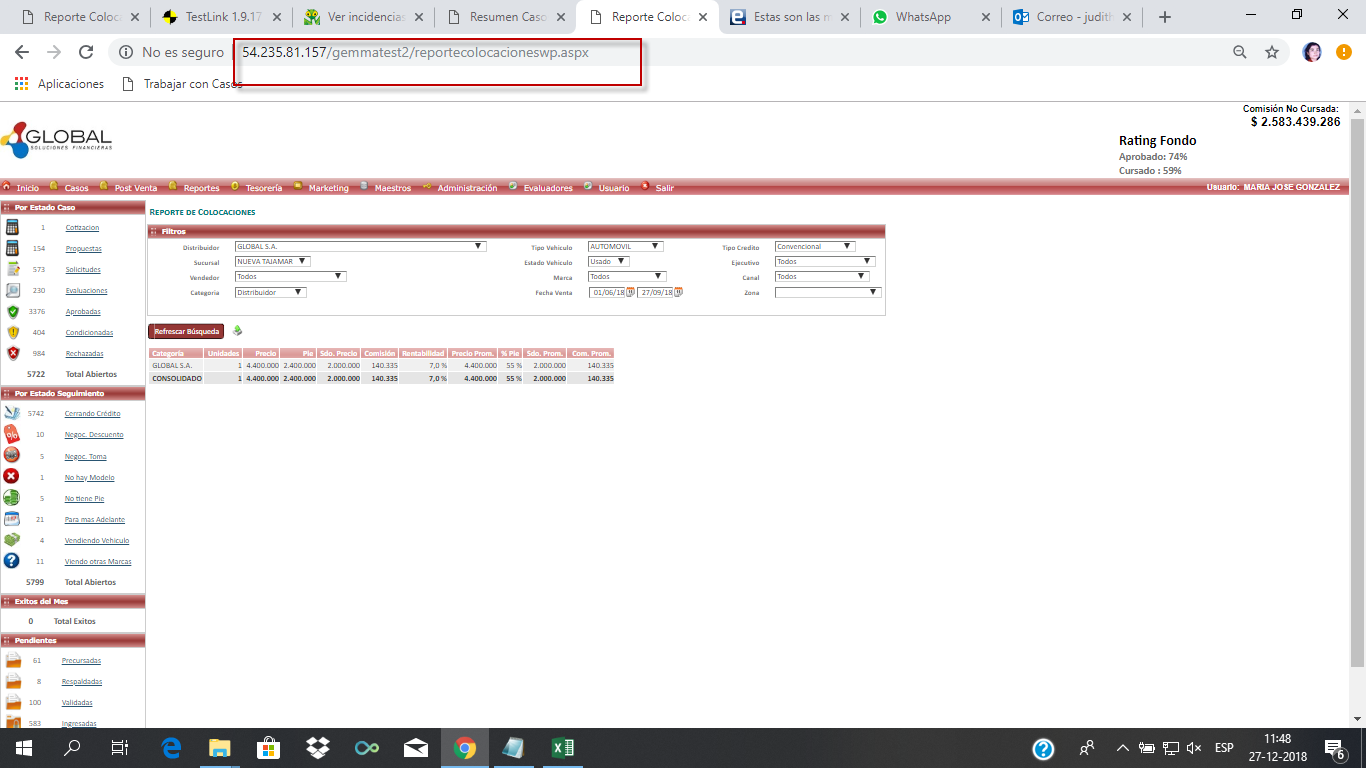 Reporte Coloca
TestLink 1.9.17
Ver incidencias
Resumen Caso
Reporte Coloca
Estas son las m
WhatsApp
Correo - judith
No es seguro
54.235.81.157/gemmatest2/reportecolocacioneswp.aspx
Aplicaciones
Trabajar con Casos
Comisión No Cursada:
$ 2.583.439.286
GLOBAL
SOLUCIONES FINANCIERAS
Rating Fondo
Aprobado: 74%
Cursado : 59%
Inicio Casos Post Venta Reportes Tesorería Marketing Maestros Administración Evaluadores Usuario Salir Usuario: MARIA JOSE GONZALEZ
Por Estado Caso
1 Cotizacion
154 Propuestas
573 Solicitudes
230 Evaluaciones
3376 Aprobadas
404 Condicionadas
984 Rechazadas
5722 Total Abiertos
Por Estado Seguimiento
5742 Cerrando Crédito
10 Negoc. Descuento
5 Negoc. Toma
1 No hay Modelo
5 No tiene Pie
21 Para mas Adelante
4 Vendiendo Vehiculo
11 Viendo otras Marcas
5799 Total Abiertos
Exitos del Mes
0 Total Exitos
Pendientes
61 Precursadas
8 Respaldadas
100 Validadas
583 Ingresadas
REPORTE DE COLOCACIONES
Filtros
Distribuidor GLOBAL S.A. Tipo Vehiculo AUTOMOVIL Tipo Credito Convencional
Sucursal NUEVA TAJAMAR Estado Vehiculo Usado Ejecutivo Todos
Vendedor Todos Marca Todos Canal Todos
Categoria Distribuidor Fecha Venta 01/06/18 27/09/18 Zona
Refrescar Búsqueda
Categoría Unidades Precio Pie Sdo. Precio Comisión Rentabilidad Precio Prom. % Pie Sdo. Prom. Com. Prom.
GLOBAL S.A. 1 4.400.000 2.400.000 2.000.000 140.335 7,0 % 4.400.000 55 % 2.000.000 140.335
CONSOLIDADO 1 4.400.000 2.400.000 2.000.000 140.335 7,0 % 4.400.000 55 % 2.000.000 140.335
ESP
11:48
27-12-2018
6